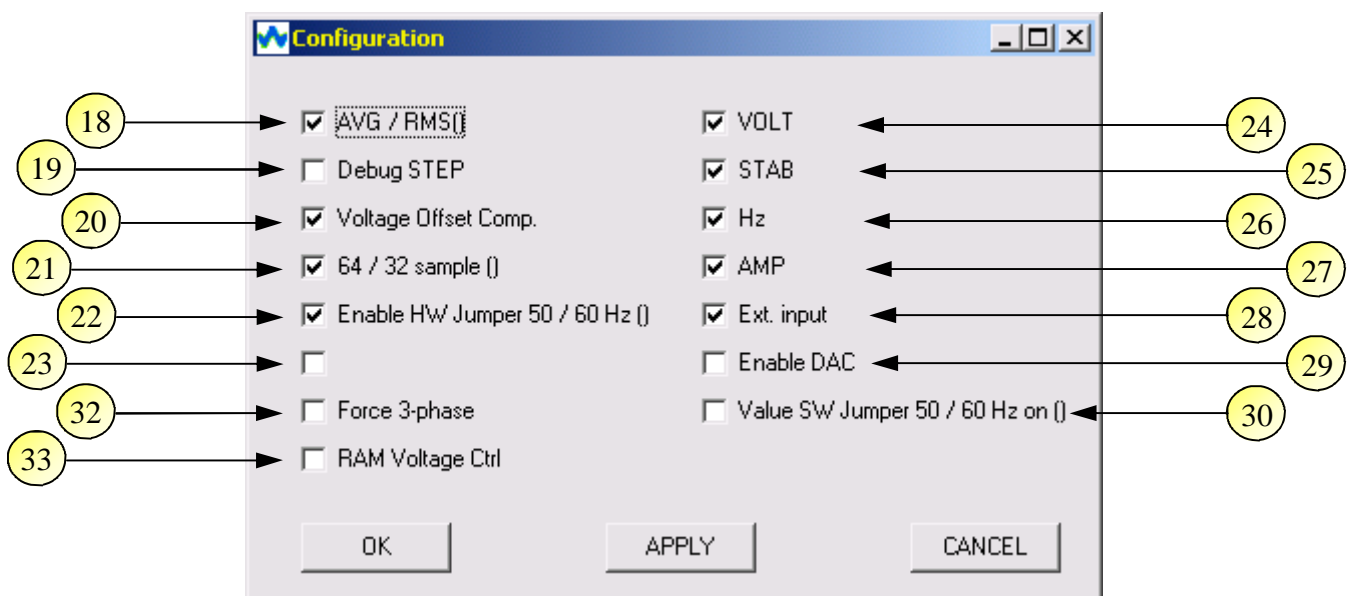 Configuration
18 AVG / RMS() VOLT 24
19 Debug STEP STAB 25
20 Voltage Offset Comp. Hz 26
21 64 / 32 sample () AMP 27
22 Enable HW Jumper 50 / 60 Hz () Ext. input 28
23 Enable DAC 29
32 Force 3-phase Value SW Jumper 50 / 60 Hz on () 30
33 RAM Voltage Ctrl
OK APPLY CANCEL